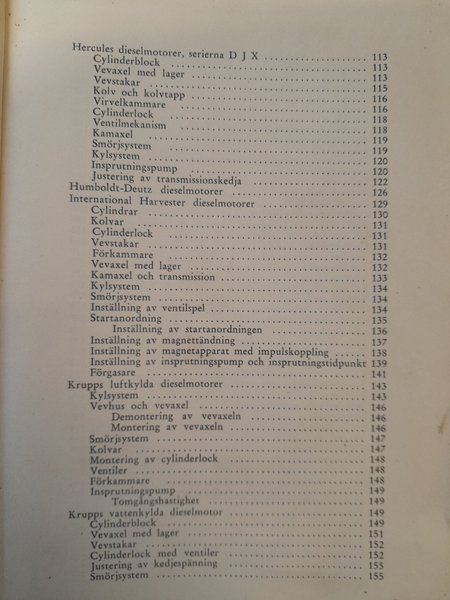 Hercules dieselmotorer, serierna D J X 113
Cylinderblock 113
Vevaxel med lager 113
Vevstakar 115
Kolv och kolvtapp 116
Virvelkammare 116
Cylinderlock 118
Ventilmekanism 118
Kamaxel 119
Smörjsystem 119
Kylsystem 120
Insprutningspump 120
Justering av transmissionskedja 122
Humboldt-Deutz dieselmotorer 126
International Harvester dieselmotorer 129
Cylindrar 130
Kolvar 131
Cylinderlock 131
Vevstakar 131
Förkammare 132
Vevaxel med lager 132
Kamaxel och transmission 133
Kylsystem 134
Smörjsystem 134
Inställning av ventilspel 134
Startanordning 135
Inställning av startanordningen 136
Inställning av magnettändning 137
Inställning av magnetapparat med impulskoppling 138
Inställning av insprutningspump och insprutningstidpunkt 139
Förgasare 141
Krupps luftkylda dieselmotorer 143
Kylsystem 143
Vevhus och vevaxel 146
Demontering av vevaxeln 146
Montering av vevaxeln 146
Smörjsystem 147
Kolvar 147
Montering av cylinderlock 148
Ventiler 148
Förkammare 148
Insprutningspump 149
Tomgångshastighet 149
Krupps vattenkylda dieselmotor 149
Cylinderblock 149
Vevaxel med lager 151
Vevstakar 152
Cylinderlock med ventiler 152
Justering av kedjespänning 155
Smörjsystem 155